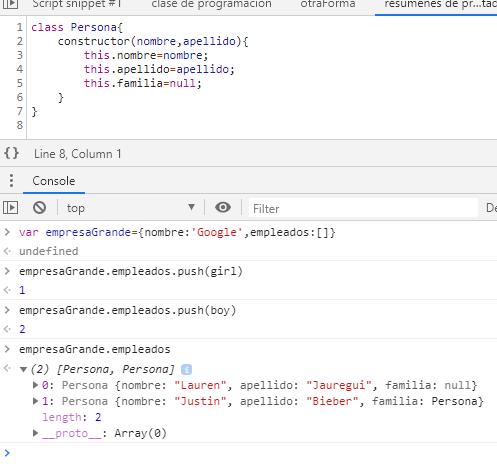 Script snippet #1 clase de programacion otraForma resumenes de pr...tac
1 class Persona{
2 constructor(nombre,apellido){
3 this.nombre=nombre;
4 this.apellido=apellido;
5 this.familia=null;
6 }
7 }
8
{} Line 8, Column 1
Console
top Filter De
> var empresaGrande={nombre:'Google',empleados:[]}
undefined
> empresaGrande.empleados.push(girl)
1
> empresaGrande.empleados.push(boy)
2
> empresaGrande.empleados
(2) [Persona, Persona]
0: Persona {nombre: "Lauren", apellido: "Jauregui", familia: null}
1: Persona {nombre: "Justin", apellido: "Bieber", familia: Persona}
length: 2
__proto__: Array(0)
>